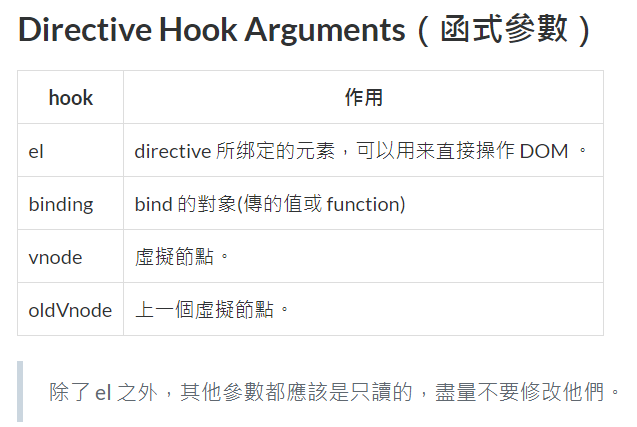 Directive Hook Arguments（函式參數）
hook 作用
el directive 所绑定的元素，可以用来直接操作 DOM 。
binding bind 的對象(傳的值或 function)
vnode 虛擬節點。
oldVnode 上一個虛擬節點。
除了 el 之外，其他參數都應該是只讀的，盡量不要修改他們。